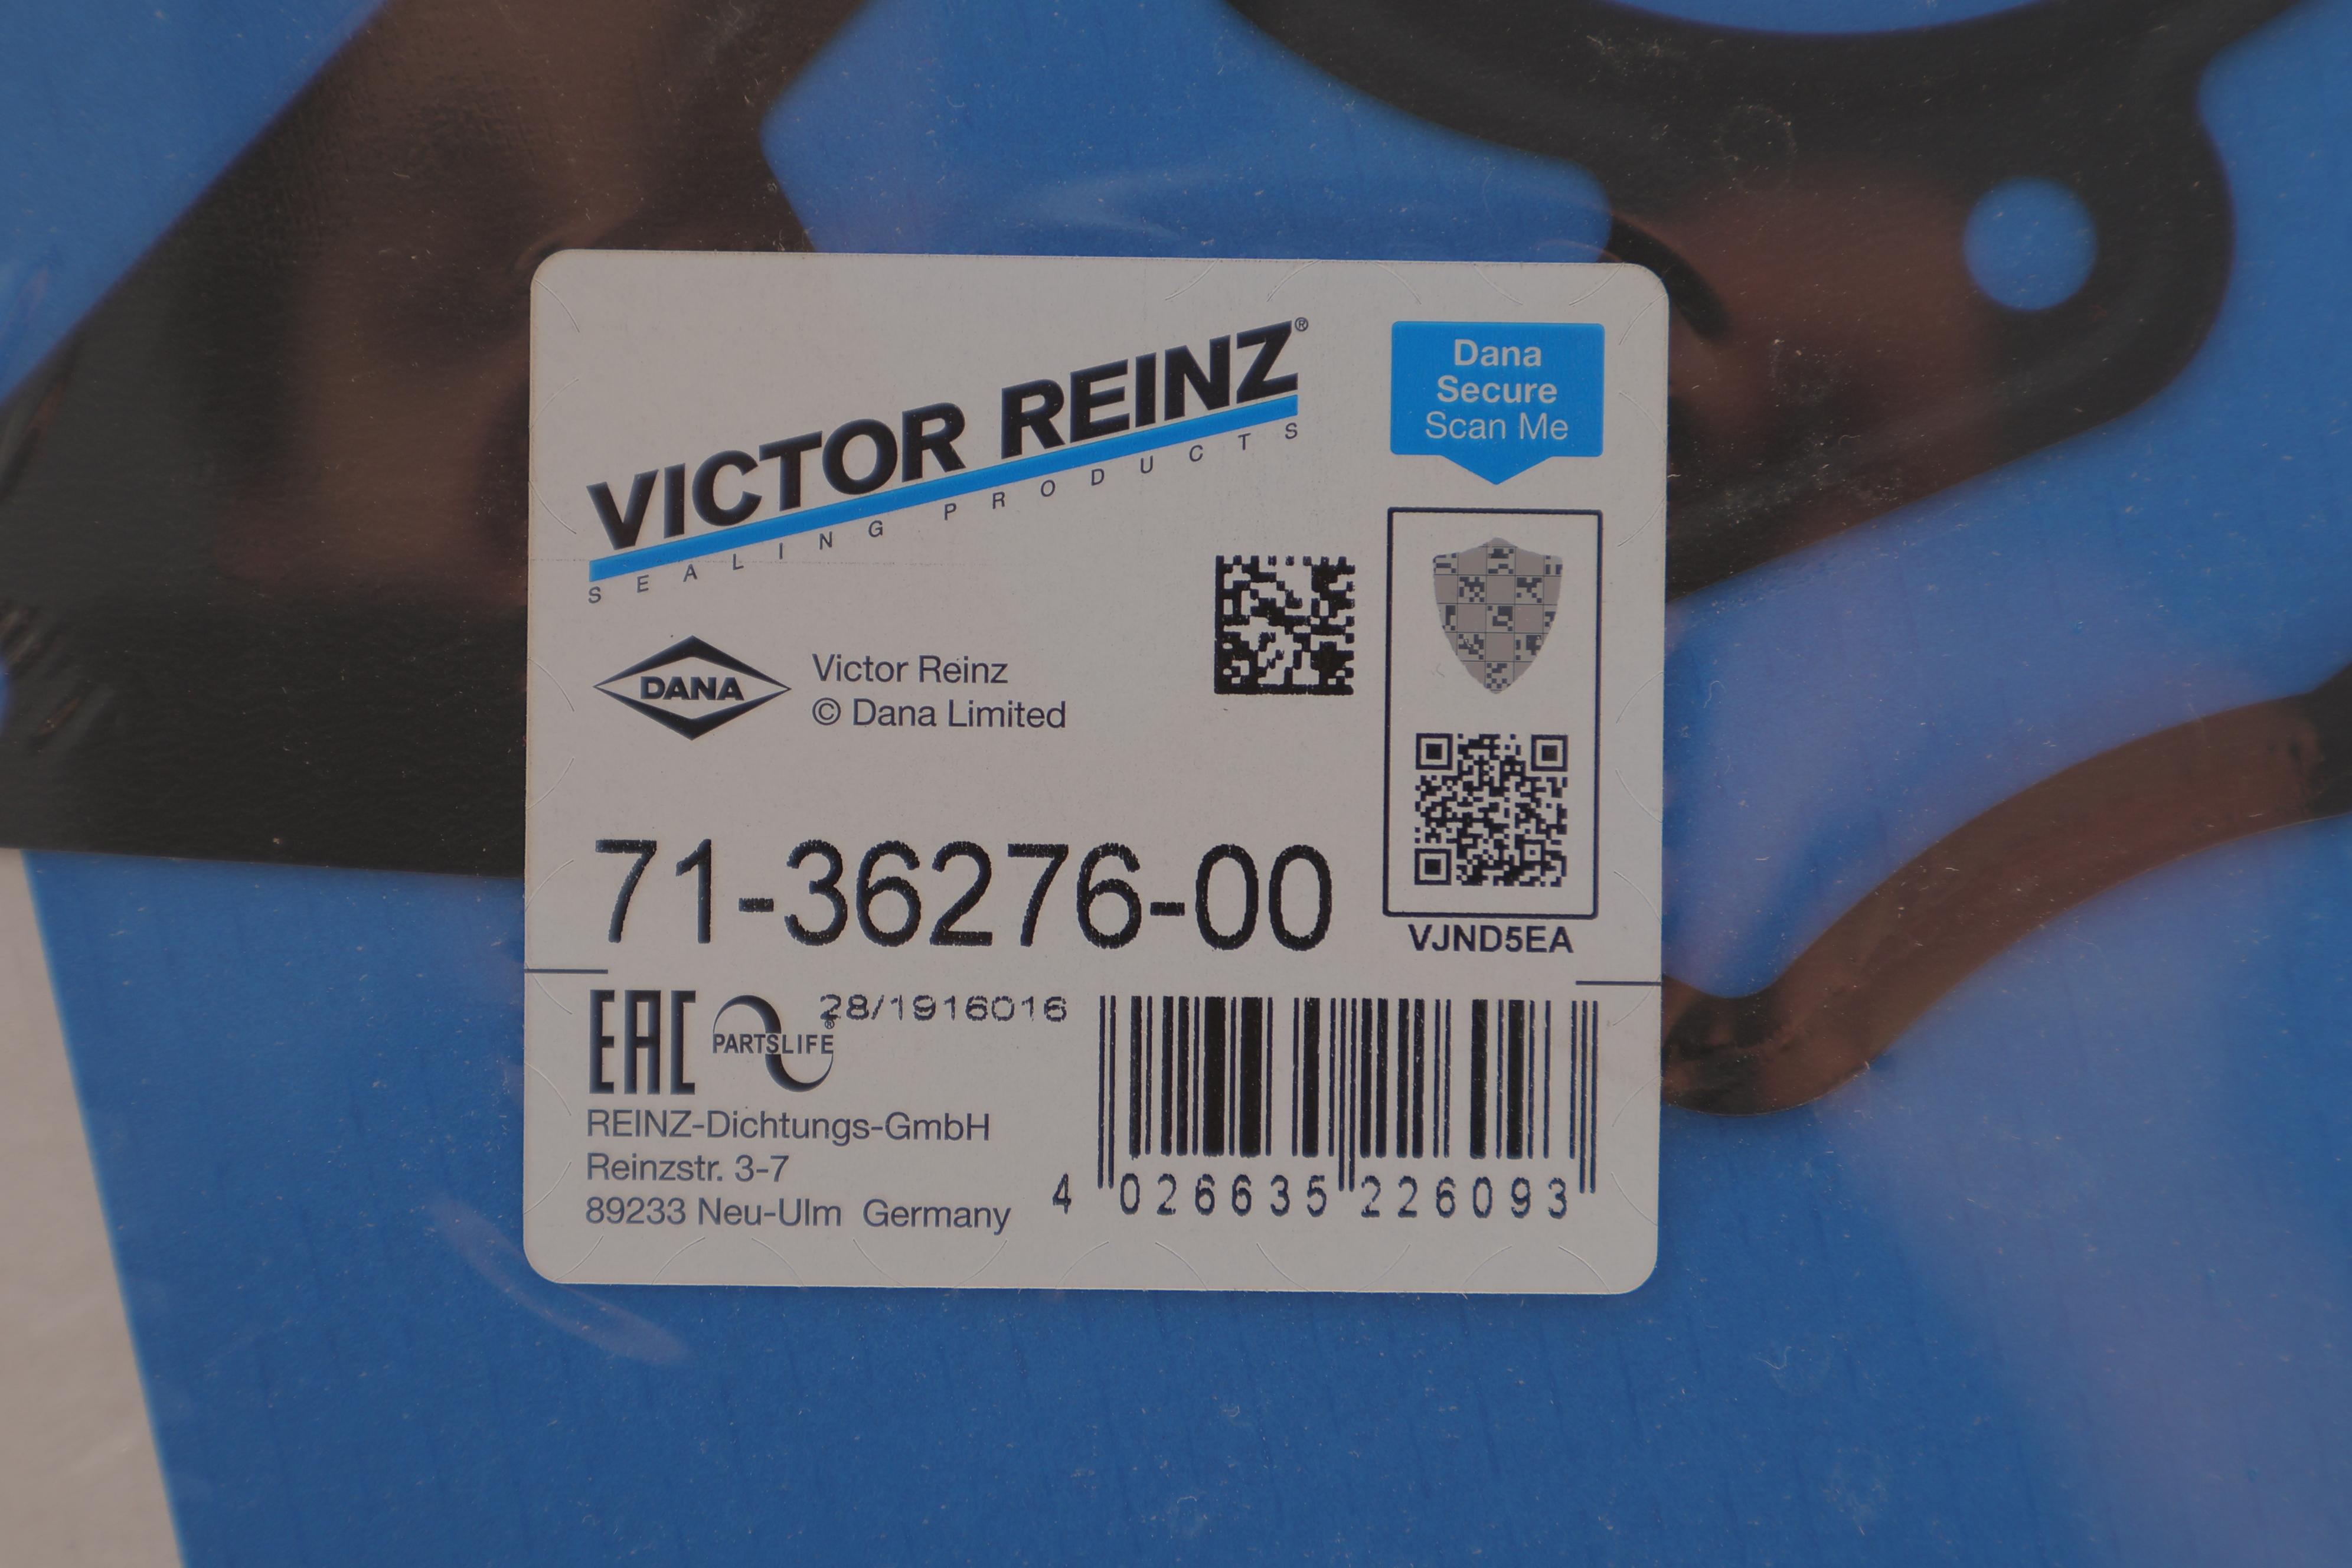 VICTOR REINZ®
SEALING PRODUCTS
Dana
Secure
Scan Me
DANA
Victor Reinz
© Dana Limited
71-36276-00
VJND5EA
EAC
PARTSLIFE®
28/1916016
REINZ-Dichtungs-GmbH
Reinzstr. 3-7
89233 Neu-Ulm Germany
4 026635 226093